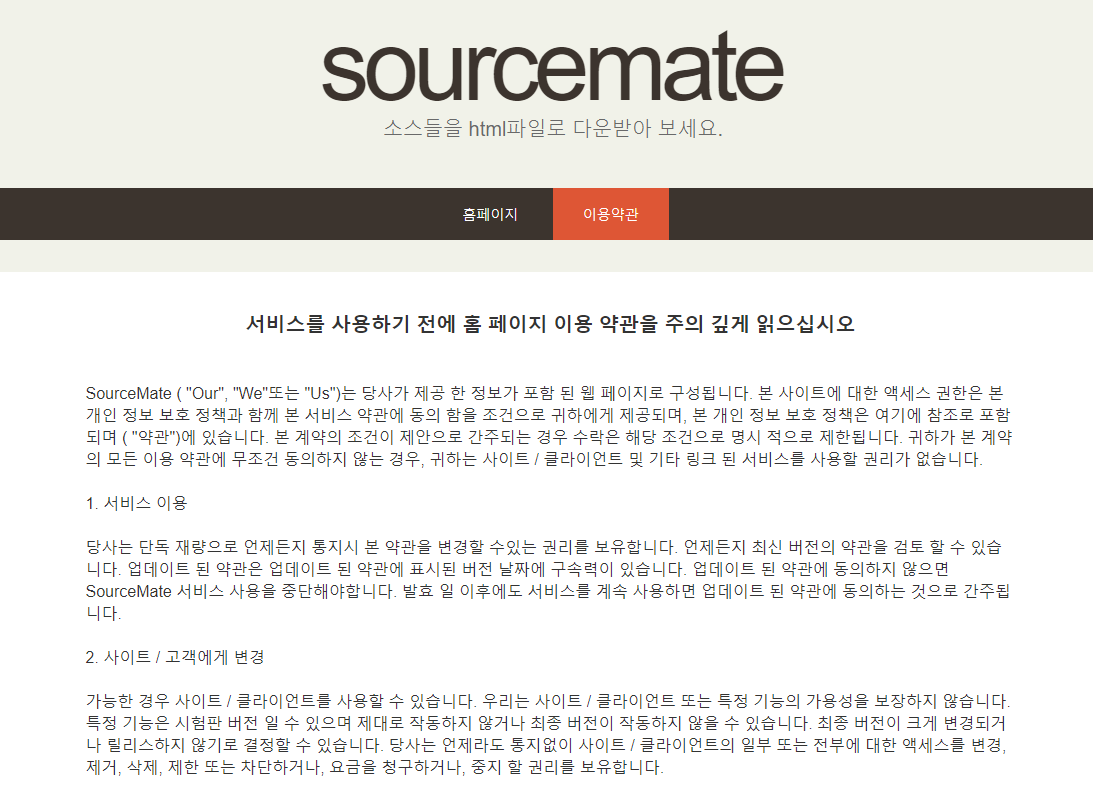 sourcemate
소스들을 html파일로 다운받아 보세요.
홈페이지
이용약관
서비스를 사용하기 전에 홈 페이지 이용 약관을 주의 깊게 읽으십시오
SourceMate ( "Our", "We"또는 "Us")는 당사가 제공 한 정보가 포함 된 웹 페이지로 구성됩니다. 본 사이트에 대한 액세스 권한은 본
개인 정보 보호 정책과 함께 본 서비스 약관에 동의 함을 조건으로 귀하에게 제공되며, 본 개인 정보 보호 정책은 여기에 참조로 포함
되며 ( "약관")에 있습니다. 본 계약의 조건이 제안으로 간주되는 경우 수락은 해당 조건으로 명시 적으로 제한됩니다. 귀하가 본 계약
의 모든 이용 약관에 무조건 동의하지 않는 경우, 귀하는 사이트 / 클라이언트 및 기타 링크 된 서비스를 사용할 권리가 없습니다.
1. 서비스 이용
당사는 단독 재량으로 언제든지 통지시 본 약관을 변경할 수있는 권리를 보유합니다. 언제든지 최신 버전의 약관을 검토 할 수 있습
니다. 업데이트 된 약관은 업데이트 된 약관에 표시된 버전 날짜에 구속력이 있습니다. 업데이트 된 약관에 동의하지 않으면
SourceMate 서비스 사용을 중단해야합니다. 발효 일 이후에도 서비스를 계속 사용하면 업데이트 된 약관에 동의하는 것으로 간주됩
니다.
2. 사이트 / 고객에게 변경
가능한 경우 사이트 / 클라이언트를 사용할 수 있습니다. 우리는 사이트 / 클라이언트 또는 특정 기능의 가용성을 보장하지 않습니다.
특정 기능은 시험판 버전 일 수 있으며 제대로 작동하지 않거나 최종 버전이 작동하지 않을 수 있습니다. 최종 버전이 크게 변경되거
나 릴리스하지 않기로 결정할 수 있습니다. 당사는 언제라도 통지없이 사이트 / 클라이언트의 일부 또는 전부에 대한 액세스를 변경,
제거, 삭제, 제한 또는 차단하거나, 요금을 청구하거나, 중지 할 권리를 보유합니다.